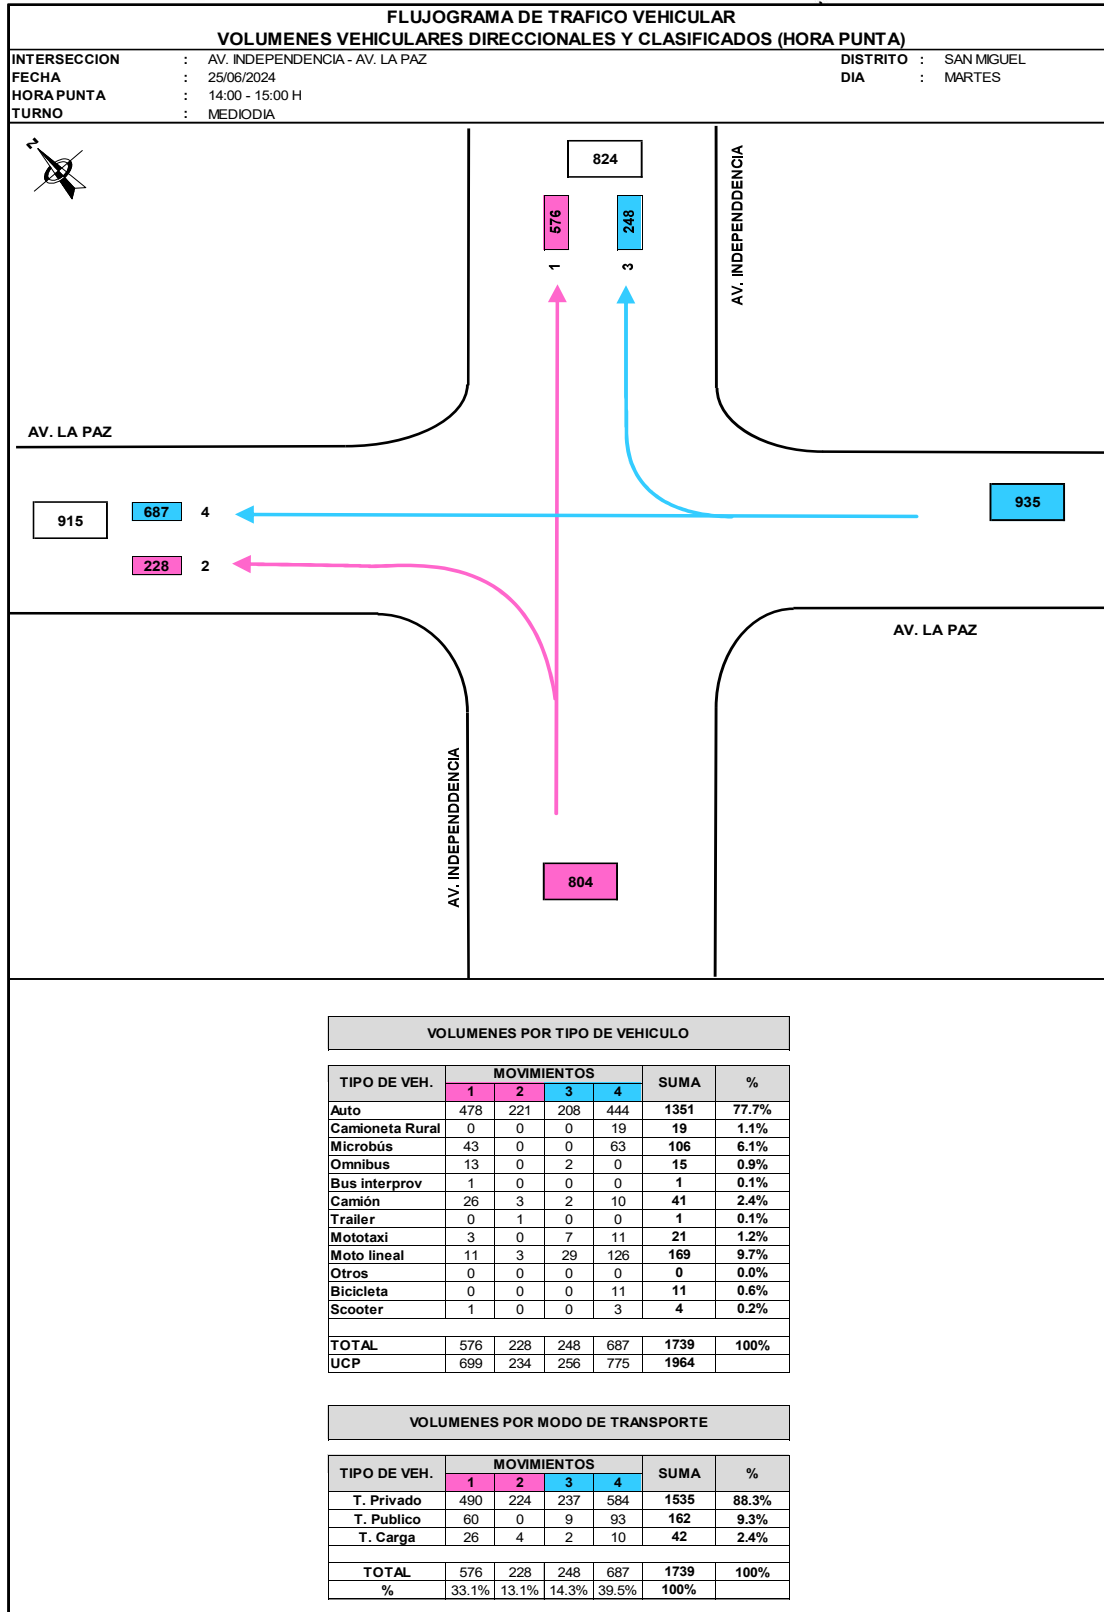 FLUJOGRAMA DE TRAFICO VEHICULAR
VOLUMENES VEHICULARES DIRECCIONALES Y CLASIFICADOS (HORA PUNTA)
INTERSECCION : AV. INDEPENDENCIA - AV. LA PAZ DISTRITO : SAN MIGUEL
FECHA : 25/06/2024 DIA : MARTES
HORA PUNTA : 14:00 - 15:00 H
TURNO : MEDIODIA
N
824
576
248
1
3
AV. INDEPENDDENCIA
AV. LA PAZ
915
687 4
228 2
935
AV. LA PAZ
AV. INDEPENDDENCIA
804
VOLUMENES POR TIPO DE VEHICULO
TIPO DE VEH. MOVIMIENTOS SUMA %
1 2 3 4
Auto 478 221 208 444 1351 77.7%
Camioneta Rural 0 0 0 19 19 1.1%
Microbús 43 0 0 63 106 6.1%
Omnibus 13 0 2 0 15 0.9%
Bus interprov 1 0 0 0 1 0.1%
Camión 26 3 2 10 41 2.4%
Trailer 0 1 0 0 1 0.1%
Mototaxi 3 0 7 11 21 1.2%
Moto lineal 11 3 29 126 169 9.7%
Otros 0 0 0 0 0 0.0%
Bicicleta 0 0 0 11 11 0.6%
Scooter 1 0 0 3 4 0.2%
TOTAL 576 228 248 687 1739 100%
UCP 699 234 256 775 1964
VOLUMENES POR MODO DE TRANSPORTE
TIPO DE VEH. MOVIMIENTOS SUMA %
1 2 3 4
T. Privado 490 224 237 584 1535 88.3%
T. Publico 60 0 9 93 162 9.3%
T. Carga 26 4 2 10 42 2.4%
TOTAL 576 228 248 687 1739 100%
% 33.1% 13.1% 14.3% 39.5% 100%